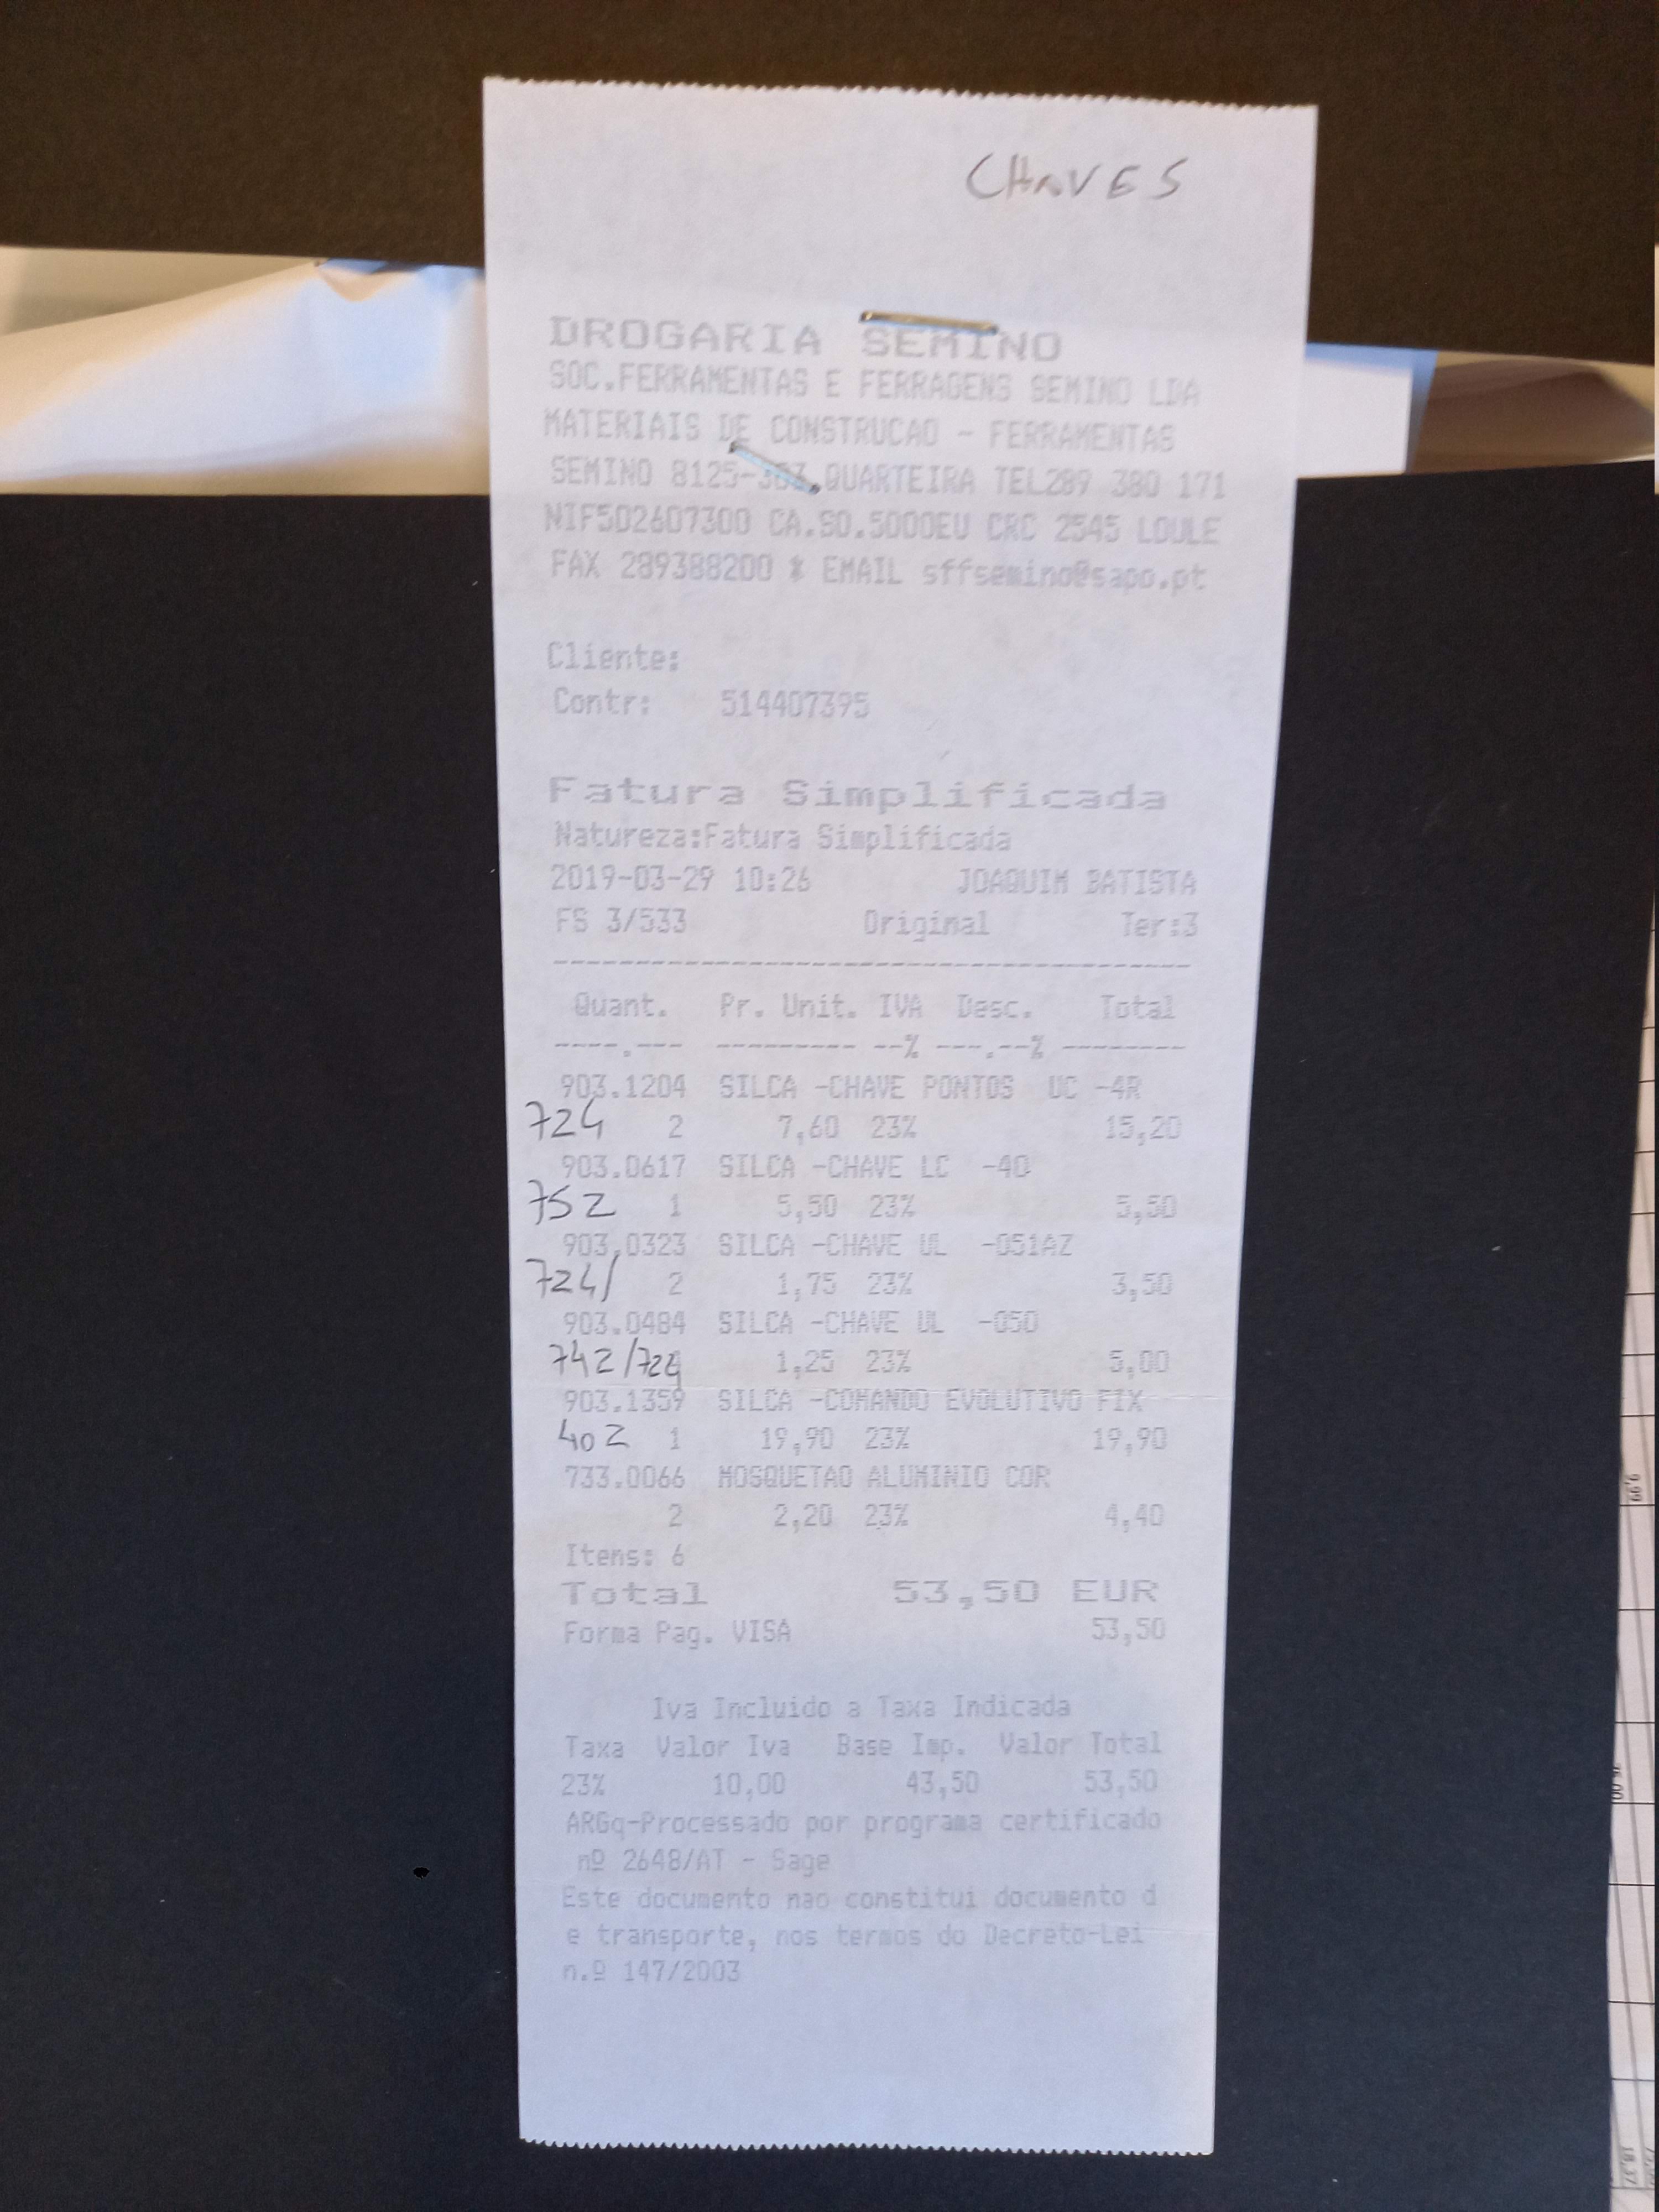 CHAVES
DROGARIA SEMINO
SOC.FERRAMENTAS E FERRAGENS SEMINO LDA
MATERIAIS DE CONSTRUCAO - FERRAMENTAS
SEMINO 8125-303 QUARTEIRA TEL289 380 171
NIF502607300 CA.SO.5000EU CRC 2545 LOULE
FAX 289388200 * EMAIL sffsemino@sapo.pt
Cliente:
Contr: 514407395
Fatura Simplificada
Natureza:Fatura Simplificada
2019-03-29 10:26 JOAQUIM BATISTA
FS 3/533 Original Ter:3
Quant. Pr. Unit. IVA Desc. Total
----.--- --------- --% ---.--% --------
903.1204 SILCA -CHAVE PONTOS UC -4R
724 2 7,60 23% 15,20
903.0617 SILCA -CHAVE LC -40
752 1 5,50 23% 5,50
903.0323 SILCA -CHAVE UL -051AZ
724/ 2 1,75 23% 3,50
903.0484 SILCA -CHAVE UL -050
742/724 1,25 23% 5,00
903.1359 SILCA -COMANDO EVOLUTIVO FIX
402 1 19,90 23% 19,90
733.0066 MOSQUETAO ALUMINIO COR
2 2,20 23% 4,40
Itens: 6
Total 53,50 EUR
Forma Pag. VISA 53,50
Iva Incluido a Taxa Indicada
Taxa Valor Iva Base Imp. Valor Total
23% 10,00 43,50 53,50
ARGq-Processado por programa certificado
nº 2648/AT - Sage
Este documento nao constitui documento d
e transporte, nos termos do Decreto-Lei
n.º 147/2003
9,99
18,37